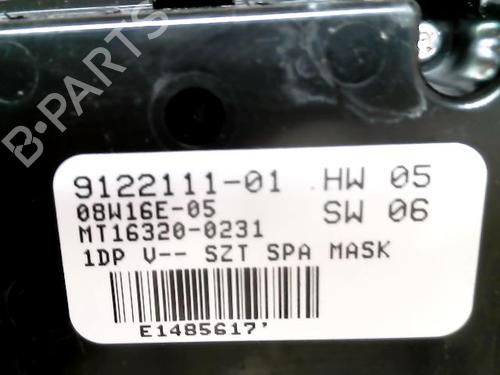 B-PARTS
9122111-01 HW 05
08W16E-05 SW 06
MT16320-0231
1DP V-- SZT SPA MASK
E1485617'